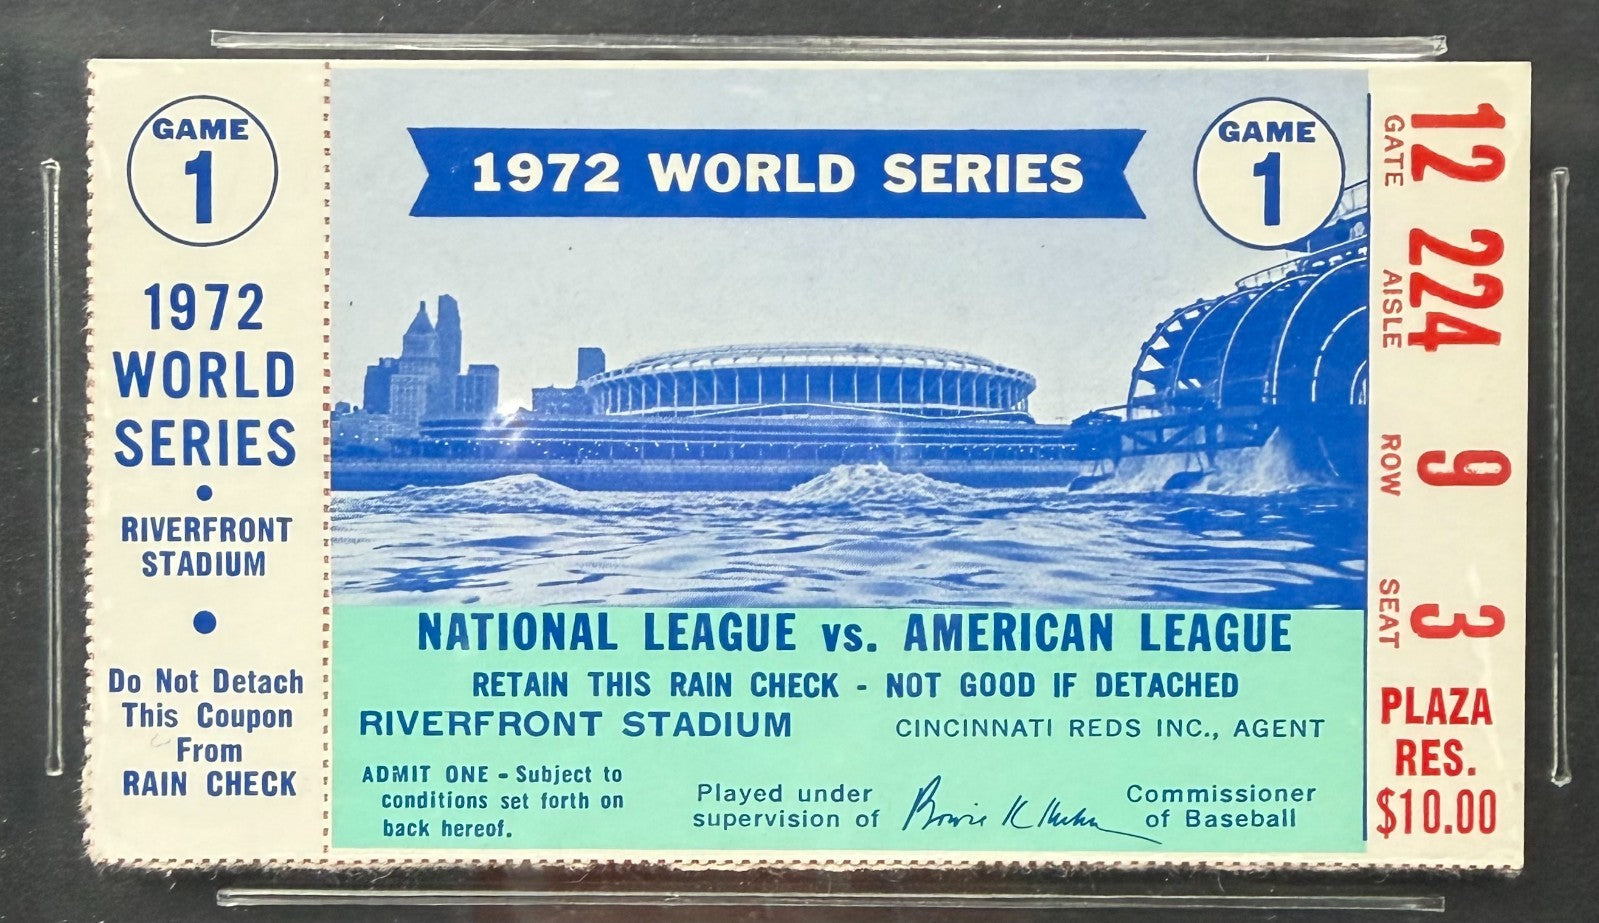 GAME
1
1972
WORLD
SERIES
•
RIVERFRONT
STADIUM
•
Do Not Detach
This Coupon
From
RAIN CHECK
1972 WORLD SERIES
GAME
1
NATIONAL LEAGUE vs. AMERICAN LEAGUE
RETAIN THIS RAIN CHECK - NOT GOOD IF DETACHED
RIVERFRONT STADIUM CINCINNATI REDS INC., AGENT
ADMIT ONE - Subject to
conditions set forth on
back hereof.
Played under
supervision of
Bowie K Kuhn
Commissioner
of Baseball
12 GATE
224 AISLE
9 ROW
3 SEAT
PLAZA
RES.
$10.00